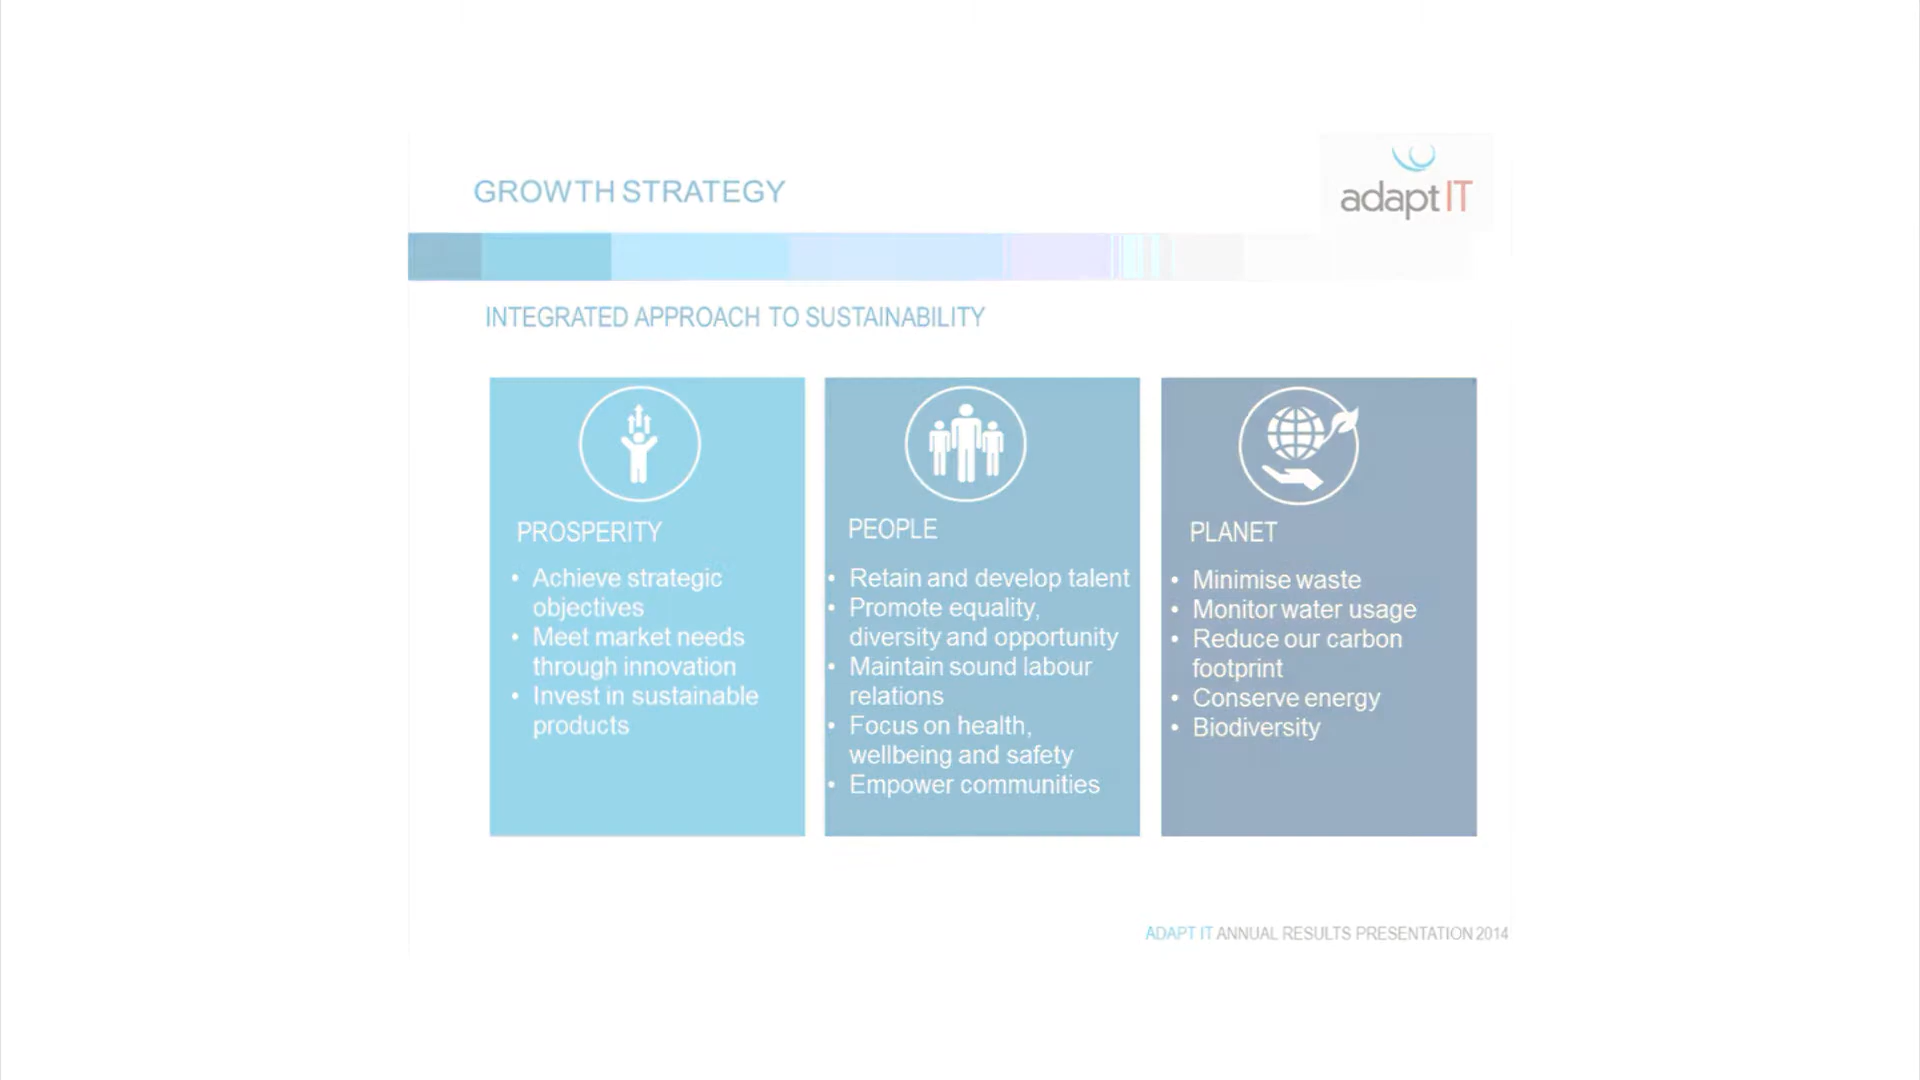 GROWTH STRATEGY
adapt IT
INTEGRATED APPROACH TO SUSTAINABILITY
PROSPERITY
• Achieve strategic
objectives
• Meet market needs
through innovation
• Invest in sustainable
products
PEOPLE
• Retain and develop talent
• Promote equality,
diversity and opportunity
• Maintain sound labour
relations
• Focus on health,
wellbeing and safety
• Empower communities
PLANET
• Minimise waste
• Monitor water usage
• Reduce our carbon
footprint
• Conserve energy
• Biodiversity
ADAPT IT ANNUAL RESULTS PRESENTATION 2014